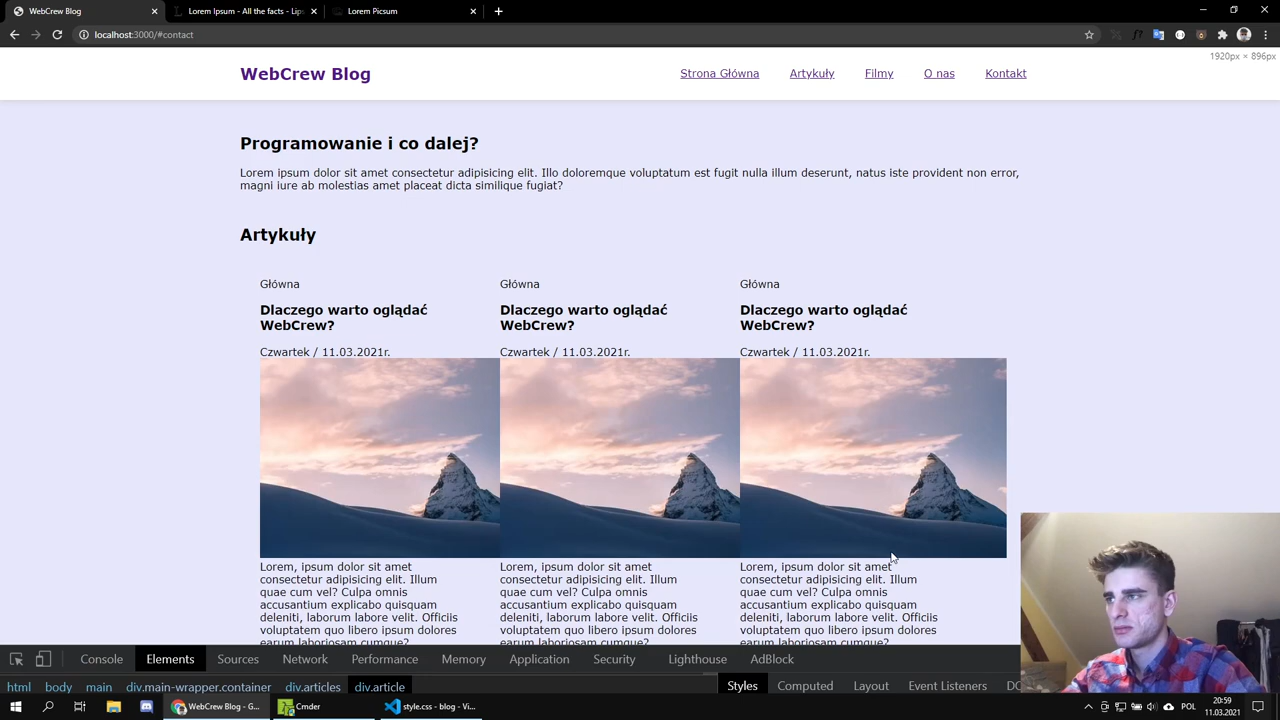 WebCrew Blog
Lorem Ipsum - All the facts - Lip
Lorem Picsum
localhost:3000/#contact
1920px × 896px
WebCrew Blog
Strona Główna
Artykuły
Filmy
O nas
Kontakt
Programowanie i co dalej?
Lorem ipsum dolor sit amet consectetur adipisicing elit. Illo doloremque voluptatum est fugit nulla illum deserunt, natus iste provident non error,
magni iure ab molestias amet placeat dicta similique fugiat?
Artykuły
Główna
Dlaczego warto oglądać
WebCrew?
Czwartek / 11.03.2021r.
Lorem, ipsum dolor sit amet
consectetur adipisicing elit. Illum
quae cum vel? Culpa omnis
accusantium explicabo quisquam
deleniti, laborum labore velit. Officiis
voluptatem quo libero ipsum dolores
earum laboriosam cumque?
Główna
Dlaczego warto oglądać
WebCrew?
Czwartek / 11.03.2021r.
Lorem, ipsum dolor sit amet
consectetur adipisicing elit. Illum
quae cum vel? Culpa omnis
accusantium explicabo quisquam
deleniti, laborum labore velit. Officiis
voluptatem quo libero ipsum dolores
earum laboriosam cumque?
Główna
Dlaczego warto oglądać
WebCrew?
Czwartek / 11.03.2021r.
Lorem, ipsum dolor sit amet
consectetur adipisicing elit. Illum
quae cum vel? Culpa omnis
accusantium explicabo quisquam
deleniti, laborum labore velit. Officiis
voluptatem quo libero ipsum dolores
earum laboriosam cumque?
Console
Elements
Sources
Network
Performance
Memory
Application
Security
Lighthouse
AdBlock
html
body
main
div.main-wrapper.container
div.articles
div.article
Styles
Computed
Layout
Event Listeners
DO
WebCrew Blog - G...
Cmder
style.css - blog - Vi...
POL
20:59
11.03.2021